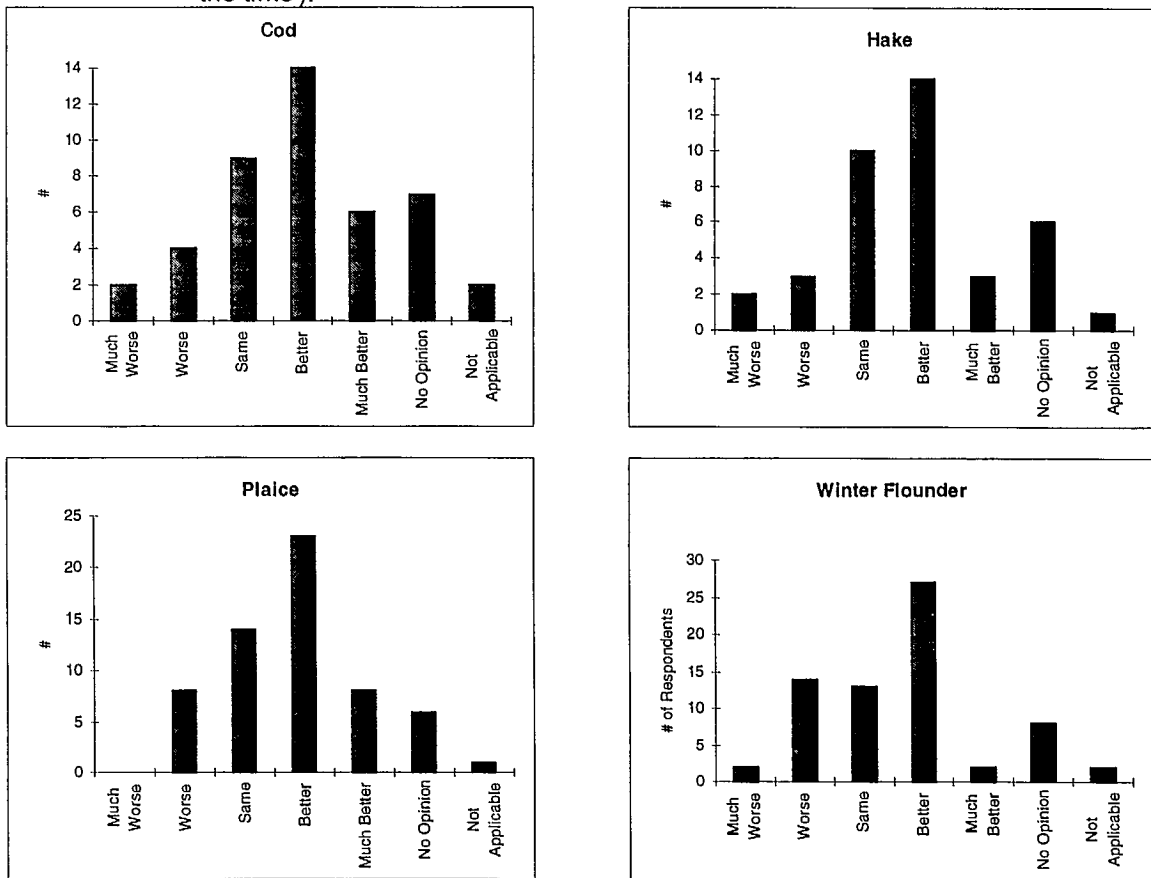 the time).
Cod
14
12
10
8
6
4
2
0
#
Much Worse
Worse
Same
Better
Much Better
No Opinion
Not Applicable
Hake
14
12
10
8
6
4
2
0
#
Much Worse
Worse
Same
Better
Much Better
No Opinion
Not Applicable
Plaice
25
20
15
10
5
0
#
Much Worse
Worse
Same
Better
Much Better
No Opinion
Not Applicable
Winter Flounder
30
25
20
15
10
5
0
# of Respondents
Much Worse
Worse
Same
Better
Much Better
No Opinion
Not Applicable